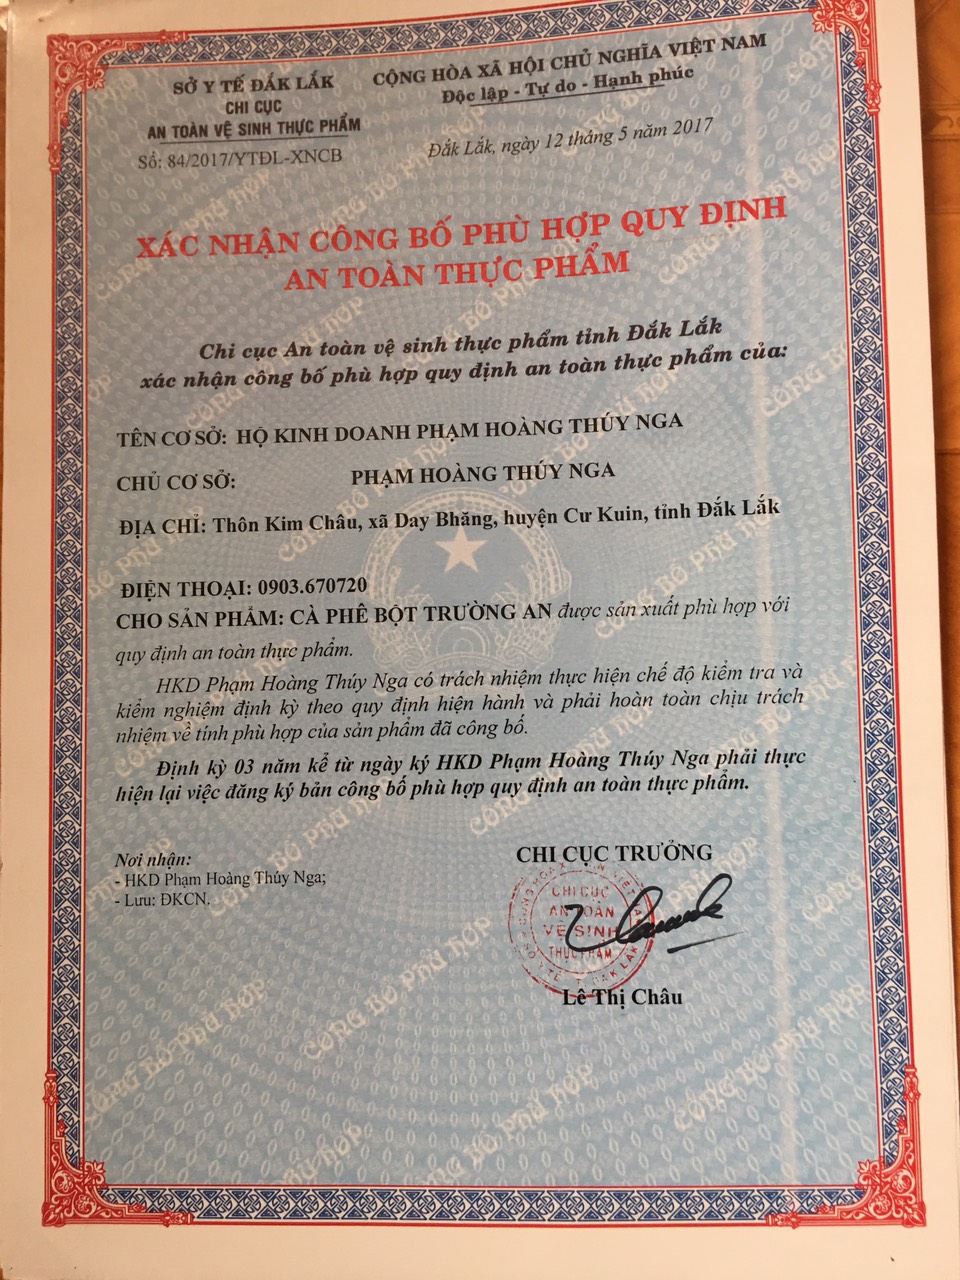 SỞ Y TẾ ĐẮK LẮK
CHI CỤC
AN TOÀN VỆ SINH THỰC PHẨM
Số: 84/2017/YTĐL-XNCB
CỘNG HÒA XÃ HỘI CHỦ NGHĨA VIỆT NAM
Độc lập - Tự do - Hạnh phúc
Đắk Lắk, ngày 12 tháng 5 năm 2017
XÁC NHẬN CÔNG BỐ PHÙ HỢP QUY ĐỊNH
AN TOÀN THỰC PHẨM
Chi cục An toàn vệ sinh thực phẩm tỉnh Đắk Lắk
xác nhận công bố phù hợp quy định an toàn thực phẩm của:
TÊN CƠ SỞ: HỘ KINH DOANH PHẠM HOÀNG THÚY NGA
CHỦ CƠ SỞ: PHẠM HOÀNG THÚY NGA
ĐỊA CHỈ: Thôn Kim Châu, xã Day Bhăng, huyện Cư Kuin, tỉnh Đắk Lắk
ĐIỆN THOẠI: 0903.670720
CHO SẢN PHẨM: CÀ PHÊ BỘT TRƯỜNG AN được sản xuất phù hợp với
quy định an toàn thực phẩm.
HKD Phạm Hoàng Thúy Nga có trách nhiệm thực hiện chế độ kiểm tra và
kiểm nghiệm định kỳ theo quy định hiện hành và phải hoàn toàn chịu trách
nhiệm về tính phù hợp của sản phẩm đã công bố.
Định kỳ 03 năm kể từ ngày ký HKD Phạm Hoàng Thúy Nga phải thực
hiện lại việc đăng ký bản công bố phù hợp quy định an toàn thực phẩm.
Nơi nhận:
- HKD Phạm Hoàng Thúy Nga;
- Lưu: ĐKCN.
CHI CỤC TRƯỞNG
CHI CỤC
AN TOÀN
VỆ SINH
THỰC PHẨM
Lê Thị Châu